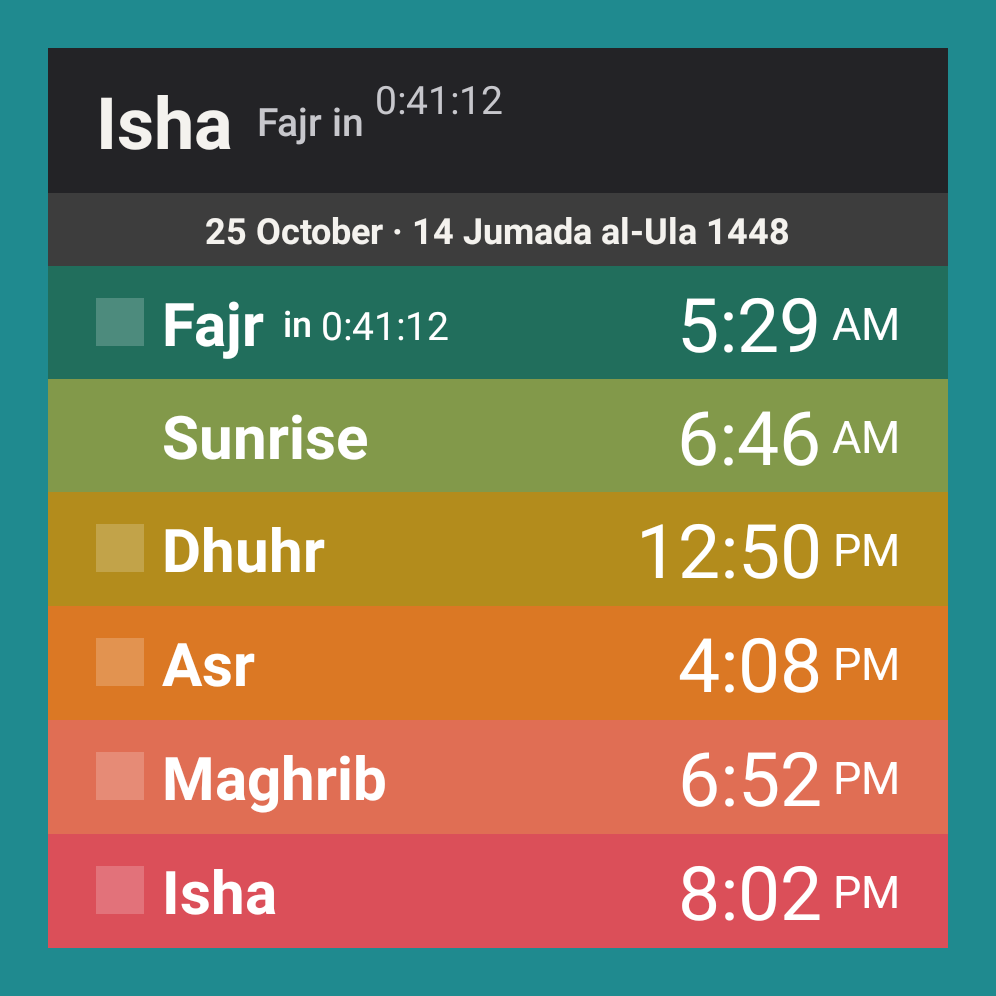 Isha Fajr in 0:41:12
25 October · 14 Jumada al-Ula 1448
Fajr in 0:41:12 5:29 AM
Sunrise 6:46 AM
Dhuhr 12:50 PM
Asr 4:08 PM
Maghrib 6:52 PM
Isha 8:02 PM